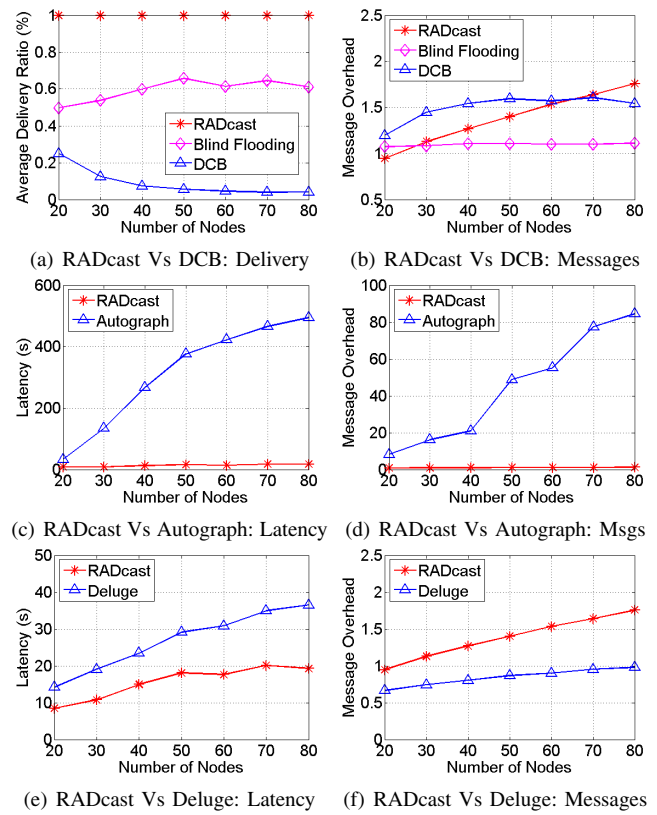 Average Delivery Ratio (%)
1
0.8
0.6
0.4
0.2
0
RADcast
Blind Flooding
DCB
20 30 40 50 60 70 80
Number of Nodes
(a) RADcast Vs DCB: Delivery
Message Overhead
2.5
2
1.5
1
0.5
RADcast
Blind Flooding
DCB
20 30 40 50 60 70 80
Number of Nodes
(b) RADcast Vs DCB: Messages
Latency (s)
600
400
200
0
RADcast
Autograph
20 30 40 50 60 70 80
Number of Nodes
(c) RADcast Vs Autograph: Latency
Message Overhead
100
80
60
40
20
0
RADcast
Autograph
20 30 40 50 60 70 80
Number of Nodes
(d) RADcast Vs Autograph: Msgs
Latency (s)
50
40
30
20
10
0
RADcast
Deluge
20 30 40 50 60 70 80
Number of Nodes
(e) RADcast Vs Deluge: Latency
Message Overhead
2.5
2
1.5
1
0.5
0
RADcast
Deluge
20 30 40 50 60 70 80
Number of Nodes
(f) RADcast Vs Deluge: Messages